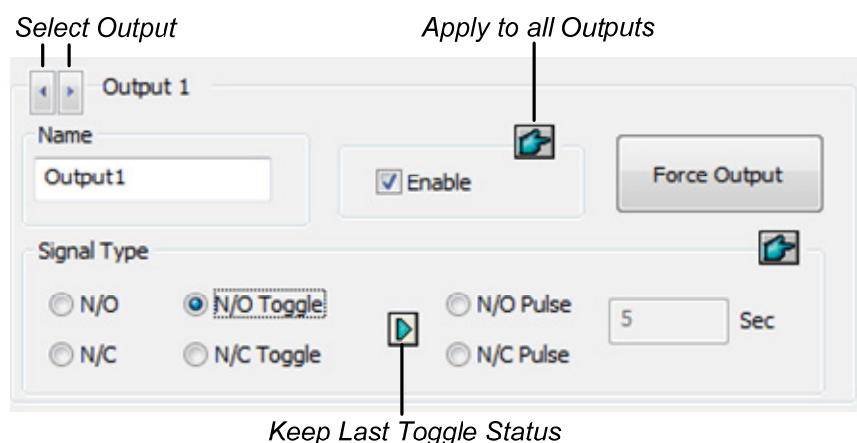 Select Output
Apply to all Outputs
Output 1
Name
Output1
Enable
Force Output
Signal Type
N/O
N/O Toggle
N/O Pulse
5
Sec
N/C
N/C Toggle
N/C Pulse
Keep Last Toggle Status